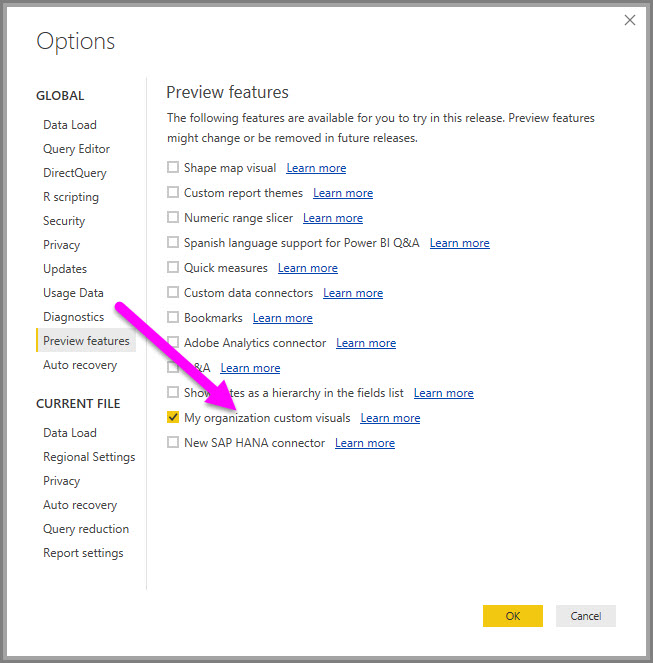 Options
GLOBAL
Data Load
Query Editor
DirectQuery
R scripting
Security
Privacy
Updates
Usage Data
Diagnostics
Preview features
Auto recovery
CURRENT FILE
Data Load
Regional Settings
Privacy
Auto recovery
Query reduction
Report settings
Preview features
The following features are available for you to try in this release. Preview features
might change or be removed in future releases.
Shape map visual Learn more
Custom report themes Learn more
Numeric range slicer Learn more
Spanish language support for Power BI Q&A Learn more
Quick measures Learn more
Custom data connectors Learn more
Bookmarks Learn more
Adobe Analytics connector Learn more
&A Learn more
Show as a hierarchy in the fields list Learn more
My organization custom visuals Learn more
New SAP HANA connector Learn more
OK Cancel